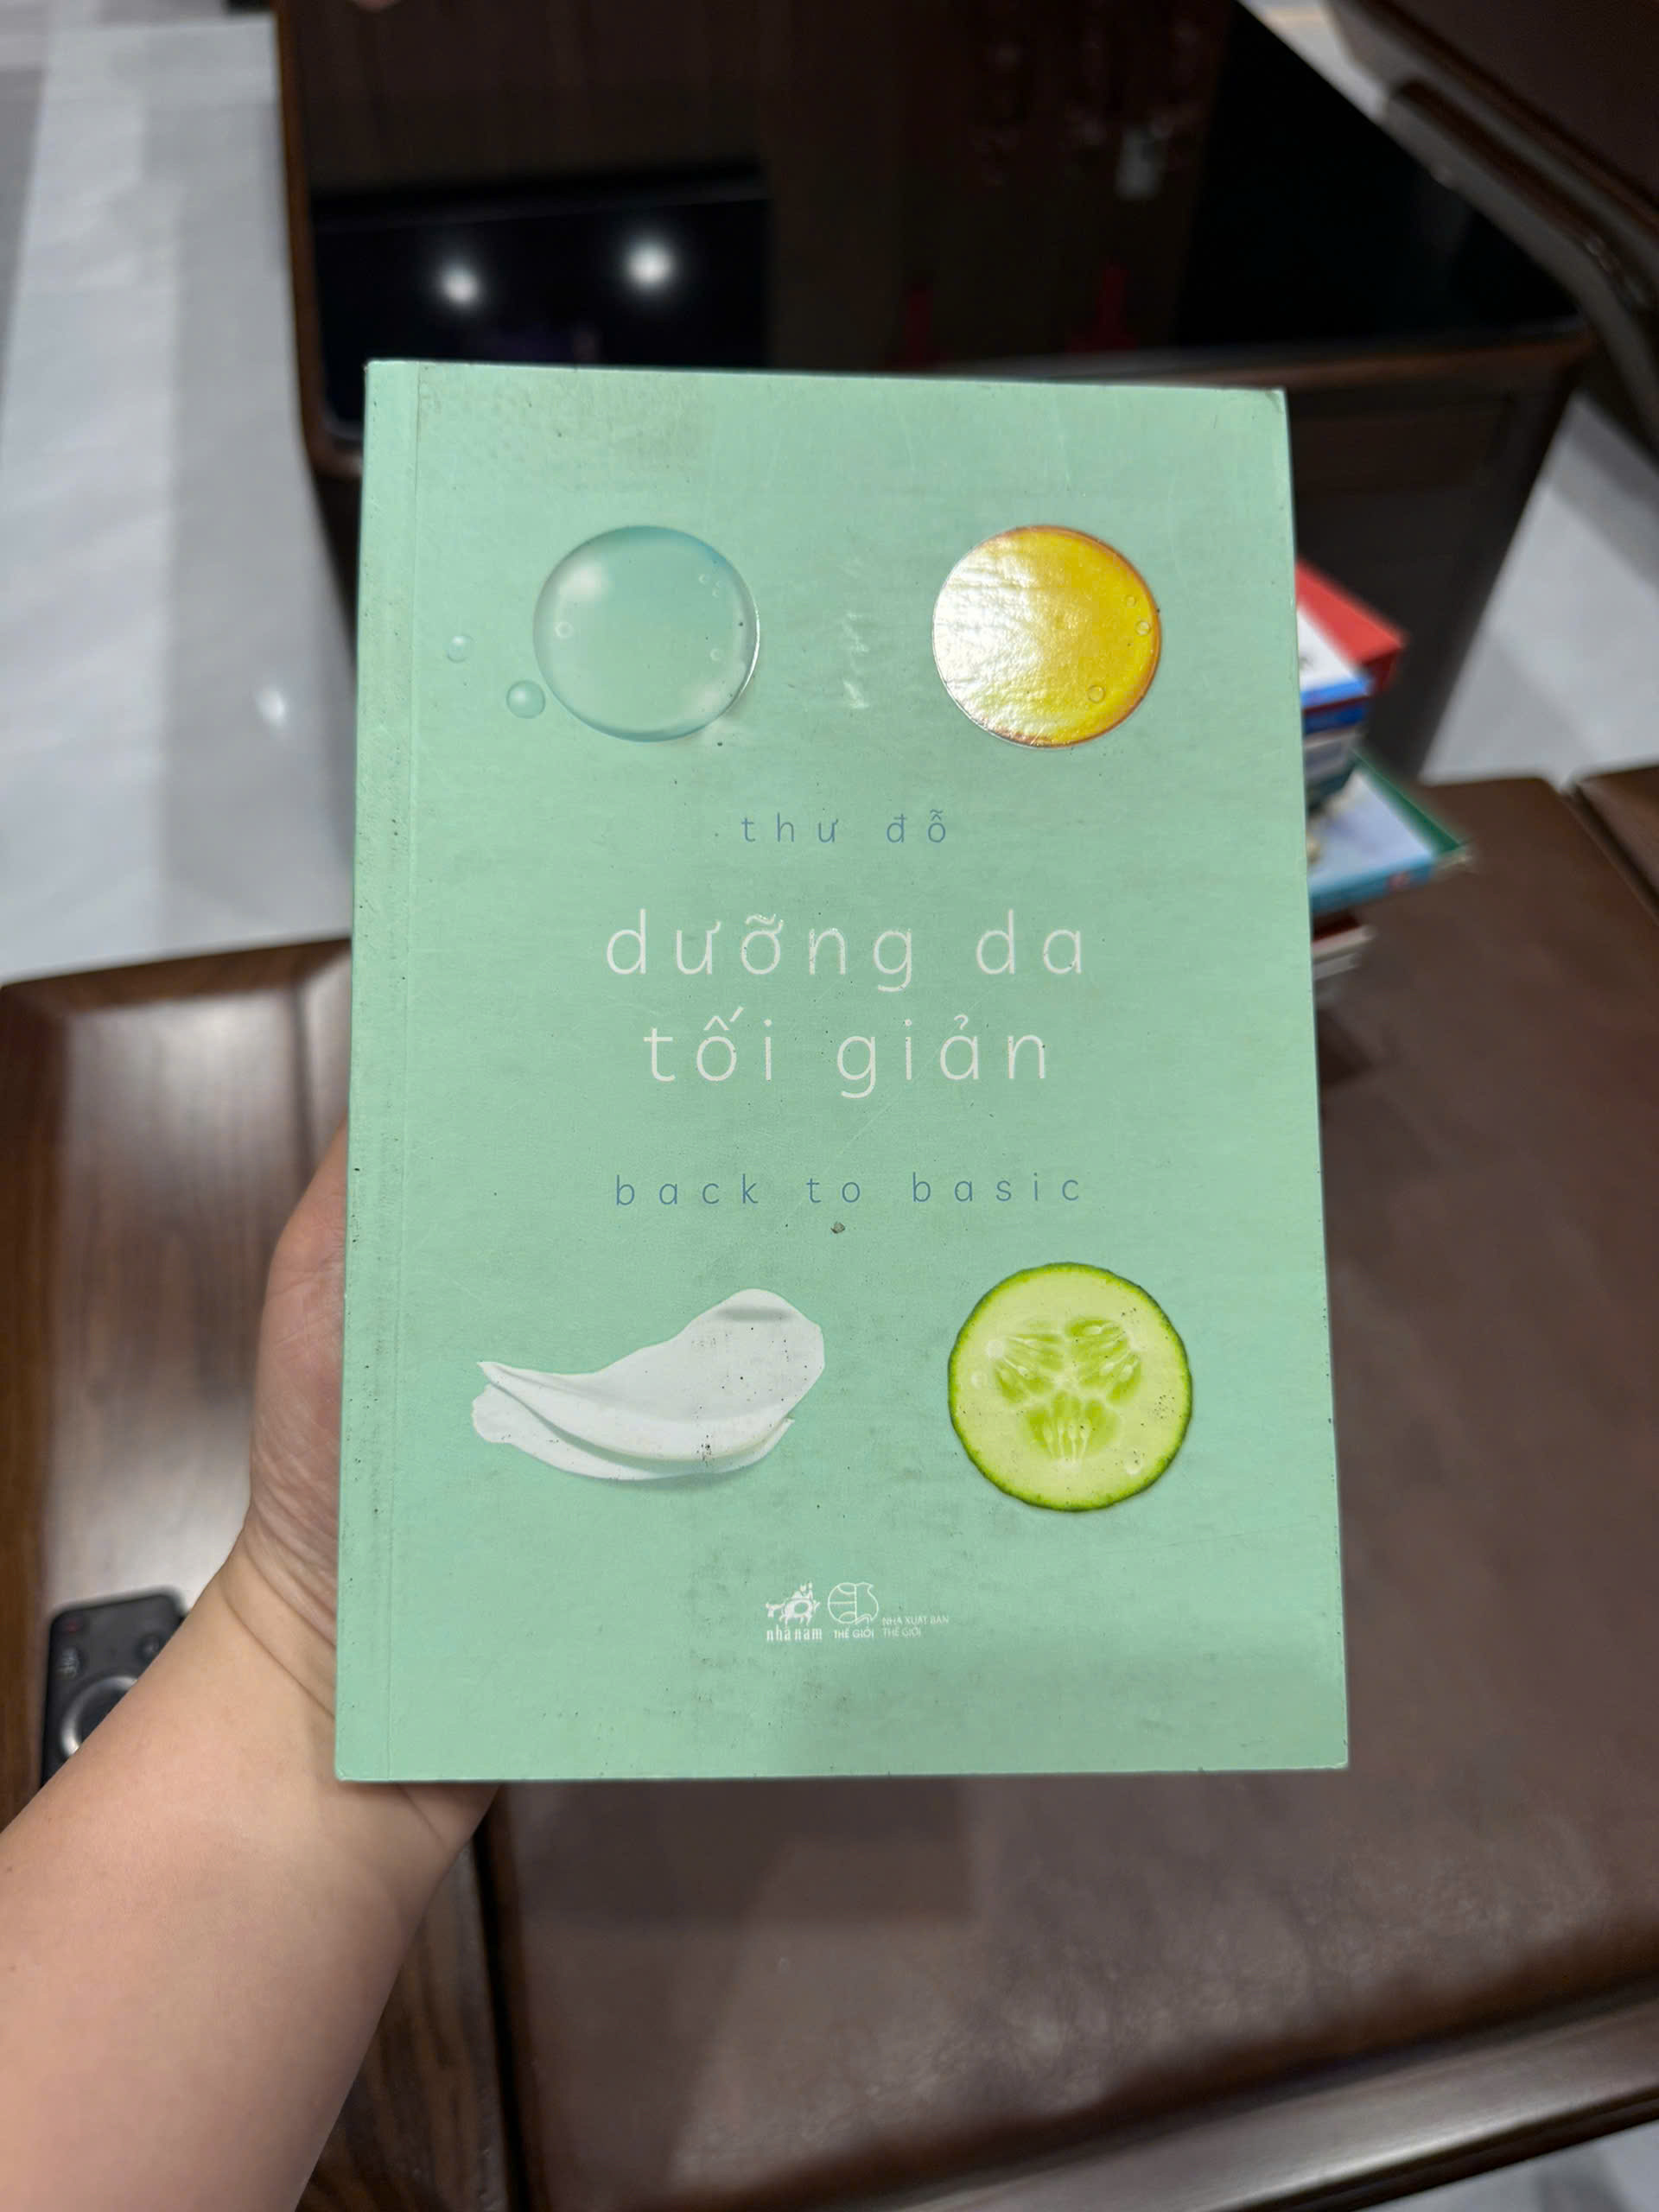 thư đỗ
dưỡng da
tối giản
back to basic
nhã nam
THẾ GIỚI
NHÀ XUẤT BẢN
THẾ GIỚI